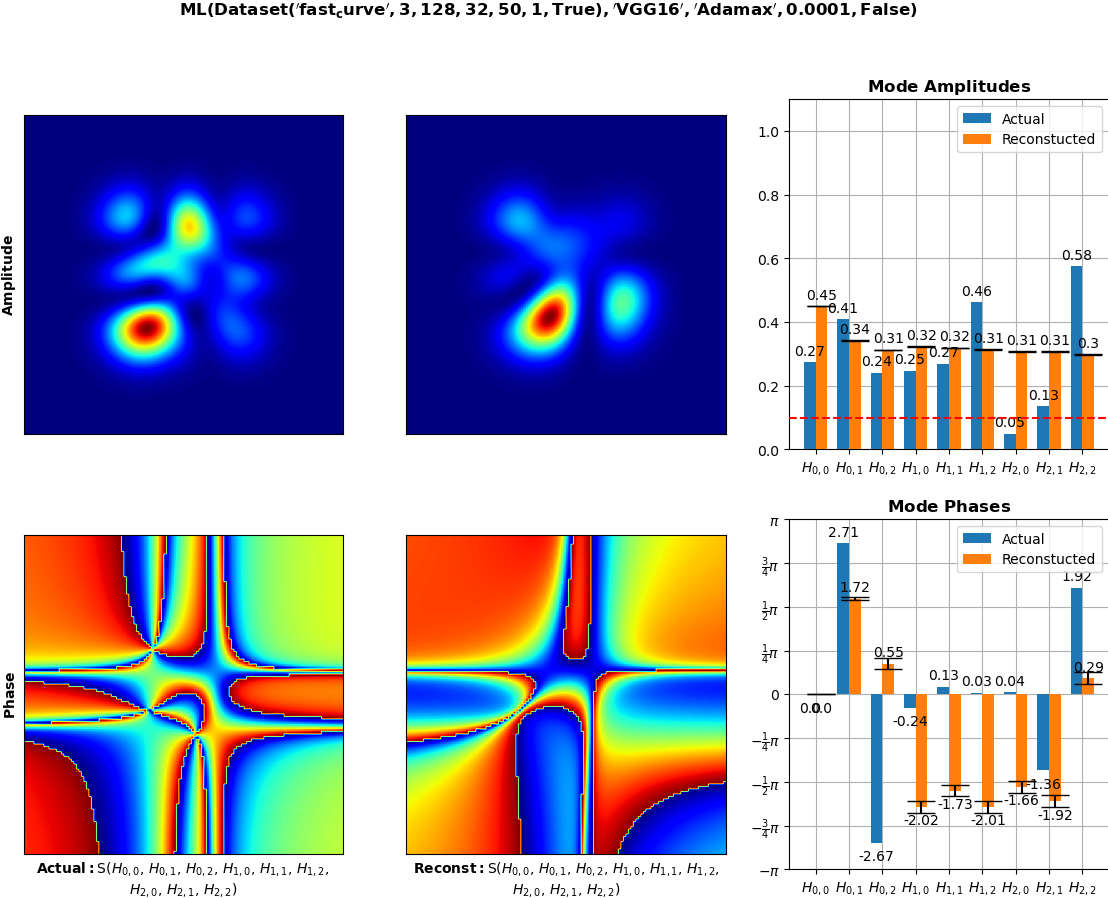 ML(Dataset('fast_curve', 3, 128, 32, 50, 1, True), 'VGG16', 'Adamax', 0.0001, False)
Amplitude
Mode Amplitudes
Actual
Reconstucted
1.0
0.8
0.6
0.4
0.2
0.0
0.27
0.45
0.41
0.34
0.24
0.31
0.25
0.32
0.27
0.32
0.46
0.31
0.05
0.31
0.13
0.31
0.58
0.3
H0,0 H0,1 H0,2 H1,0 H1,1 H1,2 H2,0 H2,1 H2,2
Phase
Actual: S(H0,0, H0,1, H0,2, H1,0, H1,1, H1,2,
H2,0, H2,1, H2,2)
Reconst: S(H0,0, H0,1, H0,2, H1,0, H1,1, H1,2,
H2,0, H2,1, H2,2)
Mode Phases
Actual
Reconstucted
π
3/4π
1/2π
1/4π
0
−1/4π
−1/2π
−3/4π
−π
0.0
0.0
2.71
1.72
-2.67
0.55
-0.24
-2.02
0.13
-1.73
0.03
-2.01
0.04
-1.66
-1.36
-1.92
1.92
0.29
H0,0 H0,1 H0,2 H1,0 H1,1 H1,2 H2,0 H2,1 H2,2